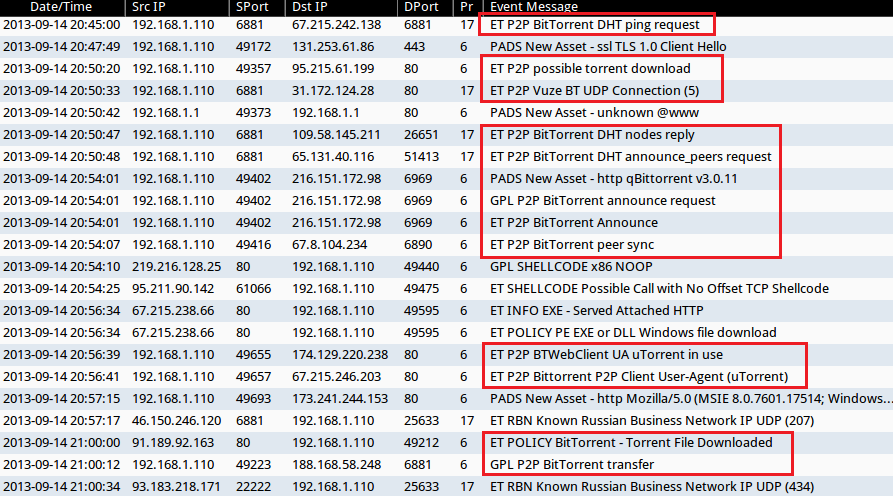 Date/Time Src IP SPort Dst IP DPort Pr Event Message
2013-09-14 20:45:00 192.168.1.110 6881 67.215.242.138 6881 17 ET P2P BitTorrent DHT ping request
2013-09-14 20:47:49 192.168.1.110 49172 131.253.61.86 443 6 PADS New Asset - ssl TLS 1.0 Client Hello
2013-09-14 20:50:20 192.168.1.110 49357 95.215.61.199 80 6 ET P2P possible torrent download
2013-09-14 20:50:33 192.168.1.110 6881 31.172.124.28 80 17 ET P2P Vuze BT UDP Connection (5)
2013-09-14 20:50:42 192.168.1.1 49373 192.168.1.1 80 6 PADS New Asset - unknown @www
2013-09-14 20:50:47 192.168.1.110 6881 109.58.145.211 26651 17 ET P2P BitTorrent DHT nodes reply
2013-09-14 20:50:48 192.168.1.110 6881 65.131.40.116 51413 17 ET P2P BitTorrent DHT announce_peers request
2013-09-14 20:54:01 192.168.1.110 49402 216.151.172.98 6969 6 PADS New Asset - http qBittorrent v3.0.11
2013-09-14 20:54:01 192.168.1.110 49402 216.151.172.98 6969 6 GPL P2P BitTorrent announce request
2013-09-14 20:54:01 192.168.1.110 49402 216.151.172.98 6969 6 ET P2P BitTorrent Announce
2013-09-14 20:54:07 192.168.1.110 49416 67.8.104.234 6890 6 ET P2P BitTorrent peer sync
2013-09-14 20:54:10 219.216.128.25 80 192.168.1.110 49440 6 GPL SHELLCODE x86 NOOP
2013-09-14 20:54:25 95.211.90.142 61066 192.168.1.110 49475 6 ET SHELLCODE Possible Call with No Offset TCP Shellcode
2013-09-14 20:56:34 67.215.238.66 80 192.168.1.110 49595 6 ET INFO EXE - Served Attached HTTP
2013-09-14 20:56:34 67.215.238.66 80 192.168.1.110 49595 6 ET POLICY PE EXE or DLL Windows file download
2013-09-14 20:56:39 192.168.1.110 49655 174.129.220.238 80 6 ET P2P BTWebClient UA uTorrent in use
2013-09-14 20:56:41 192.168.1.110 49657 67.215.246.203 80 6 ET P2P Bittorrent P2P Client User-Agent (uTorrent)
2013-09-14 20:57:15 192.168.1.110 49693 173.241.244.153 80 6 PADS New Asset - http Mozilla/5.0 (MSIE 8.0.7601.17514; Windows...
2013-09-14 20:57:17 46.150.246.120 6881 192.168.1.110 25633 17 ET RBN Known Russian Business Network IP UDP (207)
2013-09-14 21:00:00 91.189.92.163 80 192.168.1.110 49212 6 ET POLICY BitTorrent - Torrent File Downloaded
2013-09-14 21:00:12 192.168.1.110 49223 188.168.58.248 6881 6 GPL P2P BitTorrent transfer
2013-09-14 21:00:34 93.183.218.171 22222 192.168.1.110 25633 17 ET RBN Known Russian Business Network IP UDP (434)